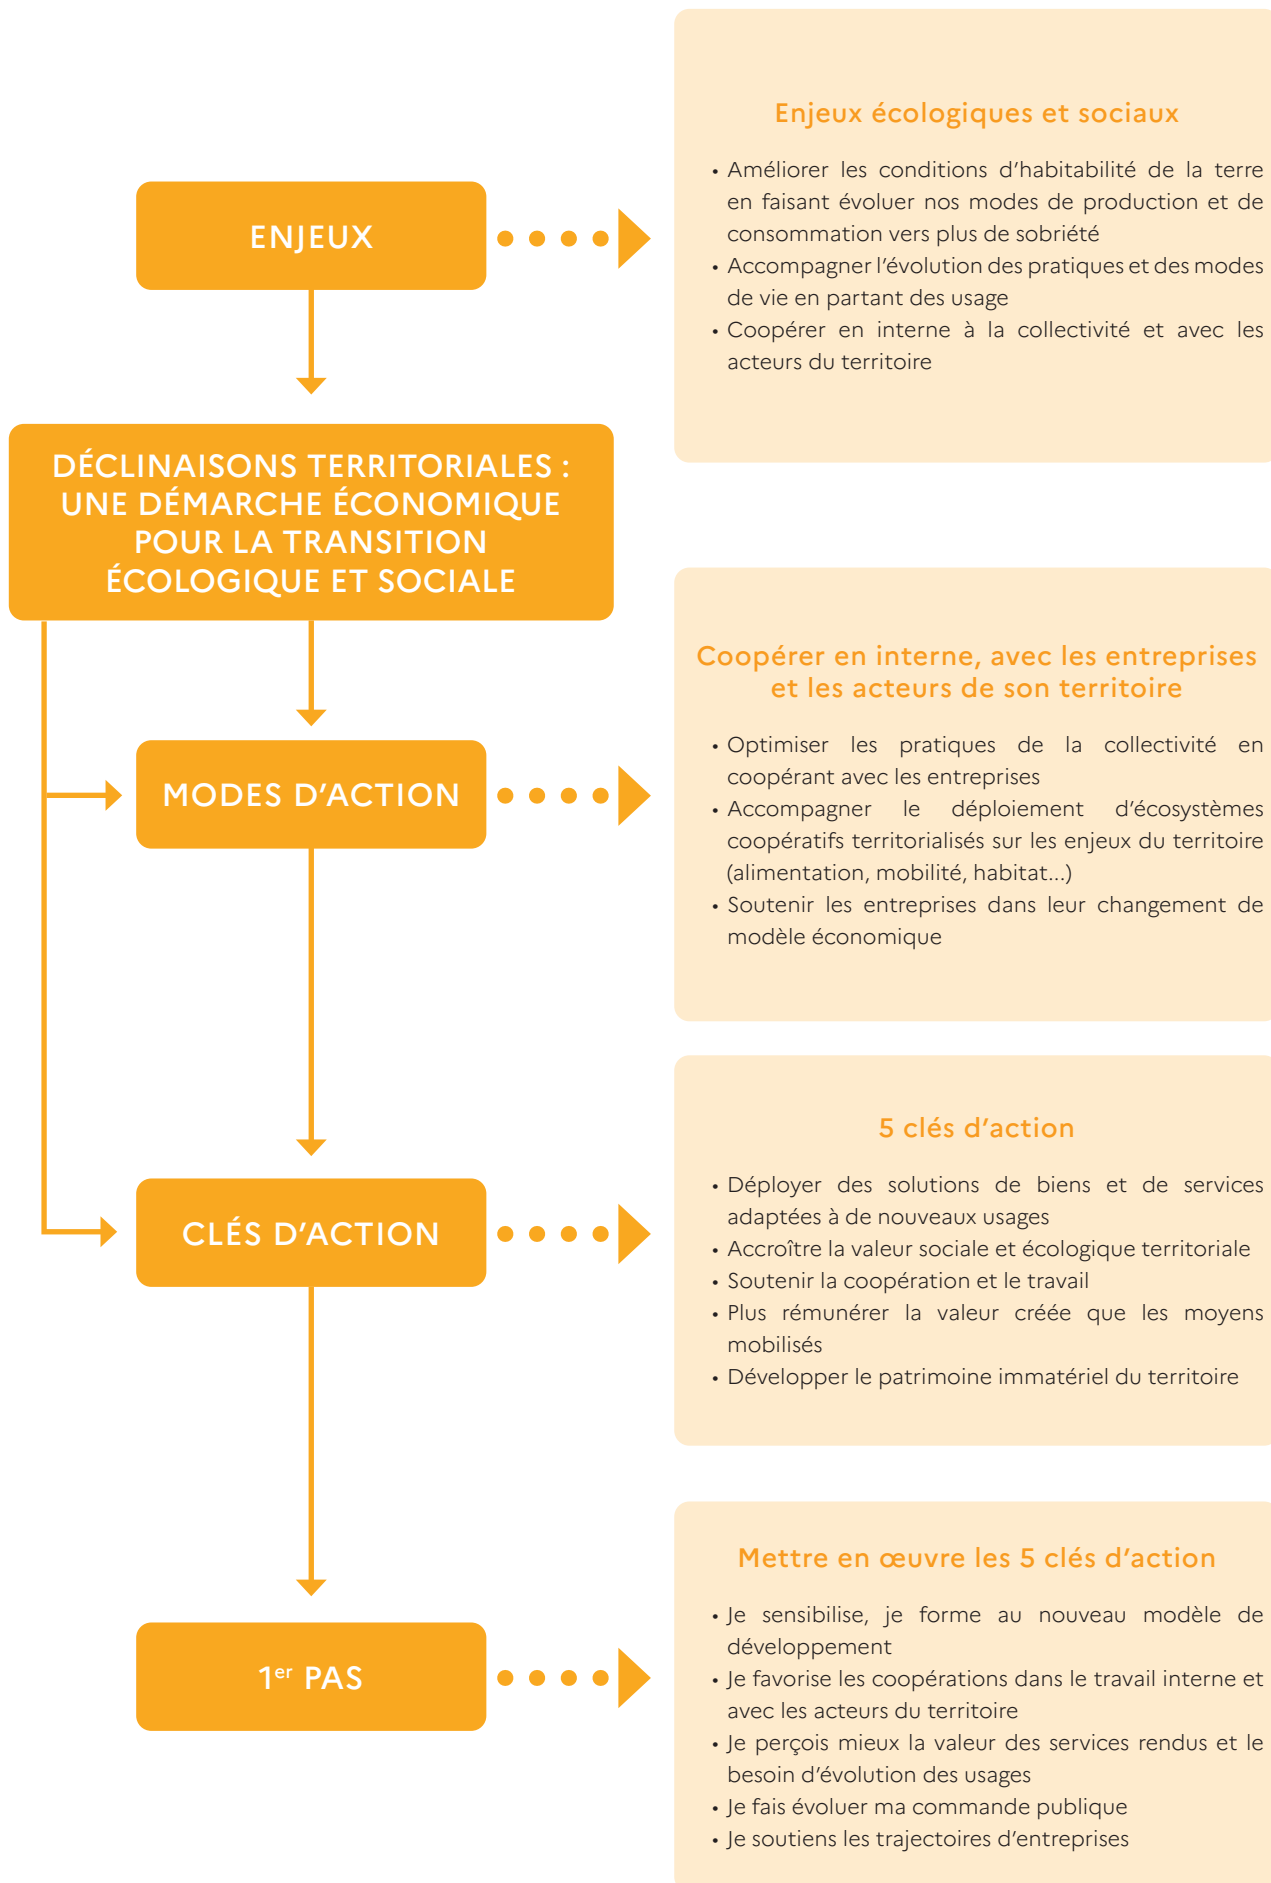 ENJEUX
Enjeux écologiques et sociaux
• Améliorer les conditions d'habitabilité de la terre
en faisant évoluer nos modes de production et de
consommation vers plus de sobriété
• Accompagner l'évolution des pratiques et des modes
de vie en partant des usage
• Coopérer en interne à la collectivité et avec les
acteurs du territoire
DÉCLINAISONS TERRITORIALES :
UNE DÉMARCHE ÉCONOMIQUE
POUR LA TRANSITION
ÉCOLOGIQUE ET SOCIALE
MODES D'ACTION
Coopérer en interne, avec les entreprises
et les acteurs de son territoire
• Optimiser les pratiques de la collectivité en
coopérant avec les entreprises
• Accompagner le déploiement d'écosystèmes
coopératifs territorialisés sur les enjeux du territoire
(alimentation, mobilité, habitat...)
• Soutenir les entreprises dans leur changement de
modèle économique
CLÉS D'ACTION
5 clés d'action
• Déployer des solutions de biens et de services
adaptées à de nouveaux usages
• Accroître la valeur sociale et écologique territoriale
• Soutenir la coopération et le travail
• Plus rémunérer la valeur créée que les moyens
mobilisés
• Développer le patrimoine immatériel du territoire
1er PAS
Mettre en œuvre les 5 clés d'action
• Je sensibilise, je forme au nouveau modèle de
développement
• Je favorise les coopérations dans le travail interne et
avec les acteurs du territoire
• Je perçois mieux la valeur des services rendus et le
besoin d'évolution des usages
• Je fais évoluer ma commande publique
• Je soutiens les trajectoires d'entreprises